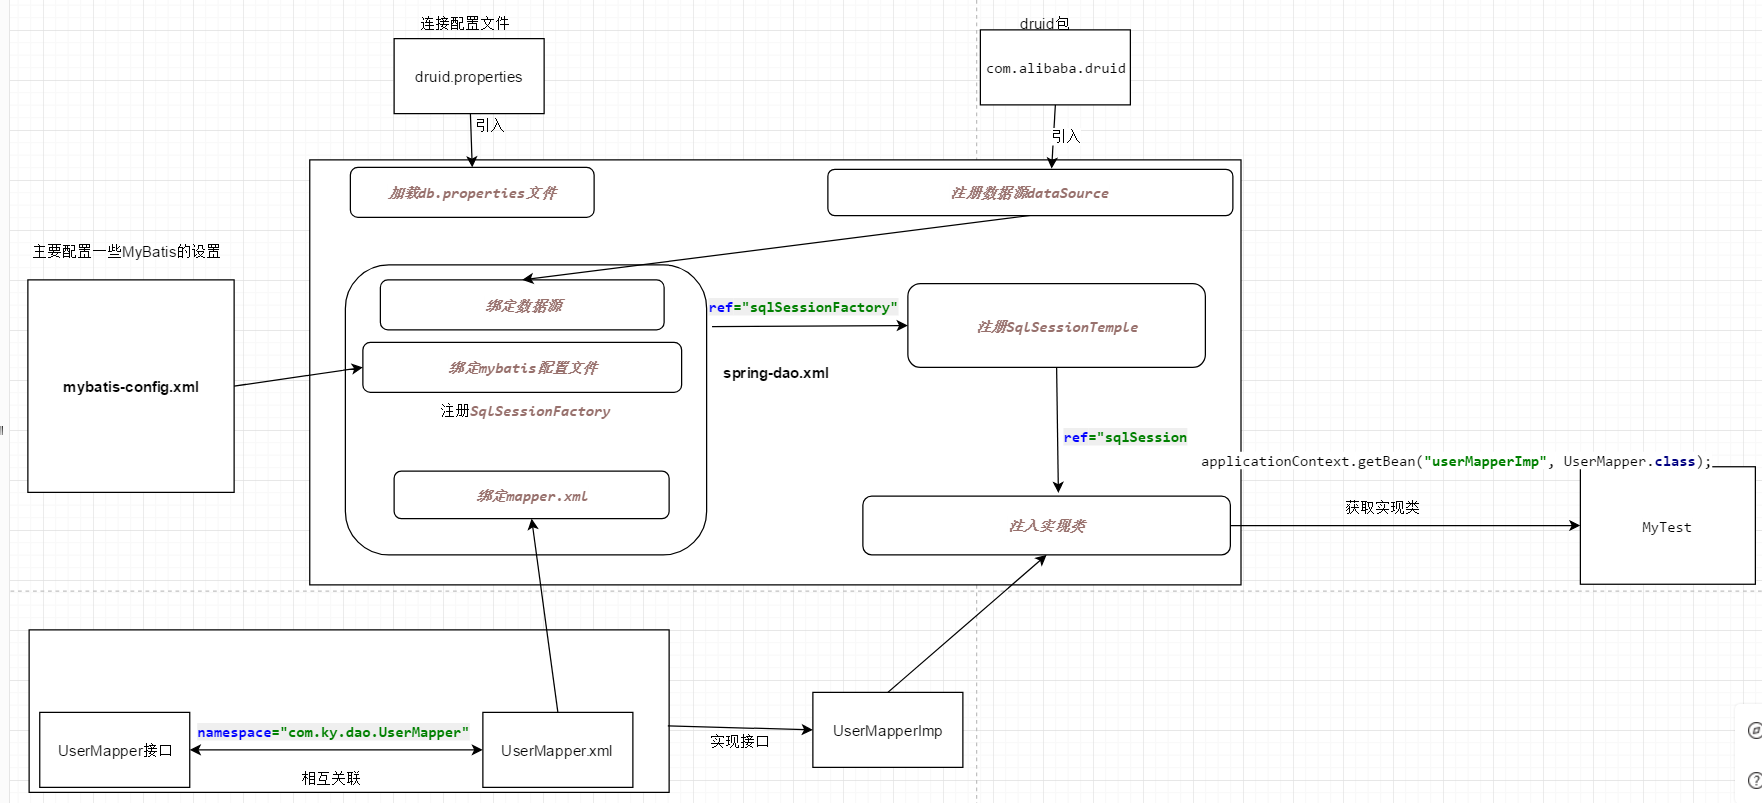 连接配置文件
druid包
druid.properties
com.alibaba.druid
引入
引入
加载db.properties文件
注册数据源dataSource
主要配置一些MyBatis的设置
绑定数据源
ref="sqlSessionFactory"
注册SqlSessionTemple
绑定mybatis配置文件
spring-dao.xml
mybatis-config.xml
注册SqlSessionFactory
ref="sqlSession
applicationContext.getBean("userMapperImp", UserMapper.class);
绑定mapper.xml
获取实现类
注入实现类
MyTest
namespace="com.ky.dao.UserMapper"
UserMapper接口
UserMapper.xml
实现接口
UserMapperImp
相互关联